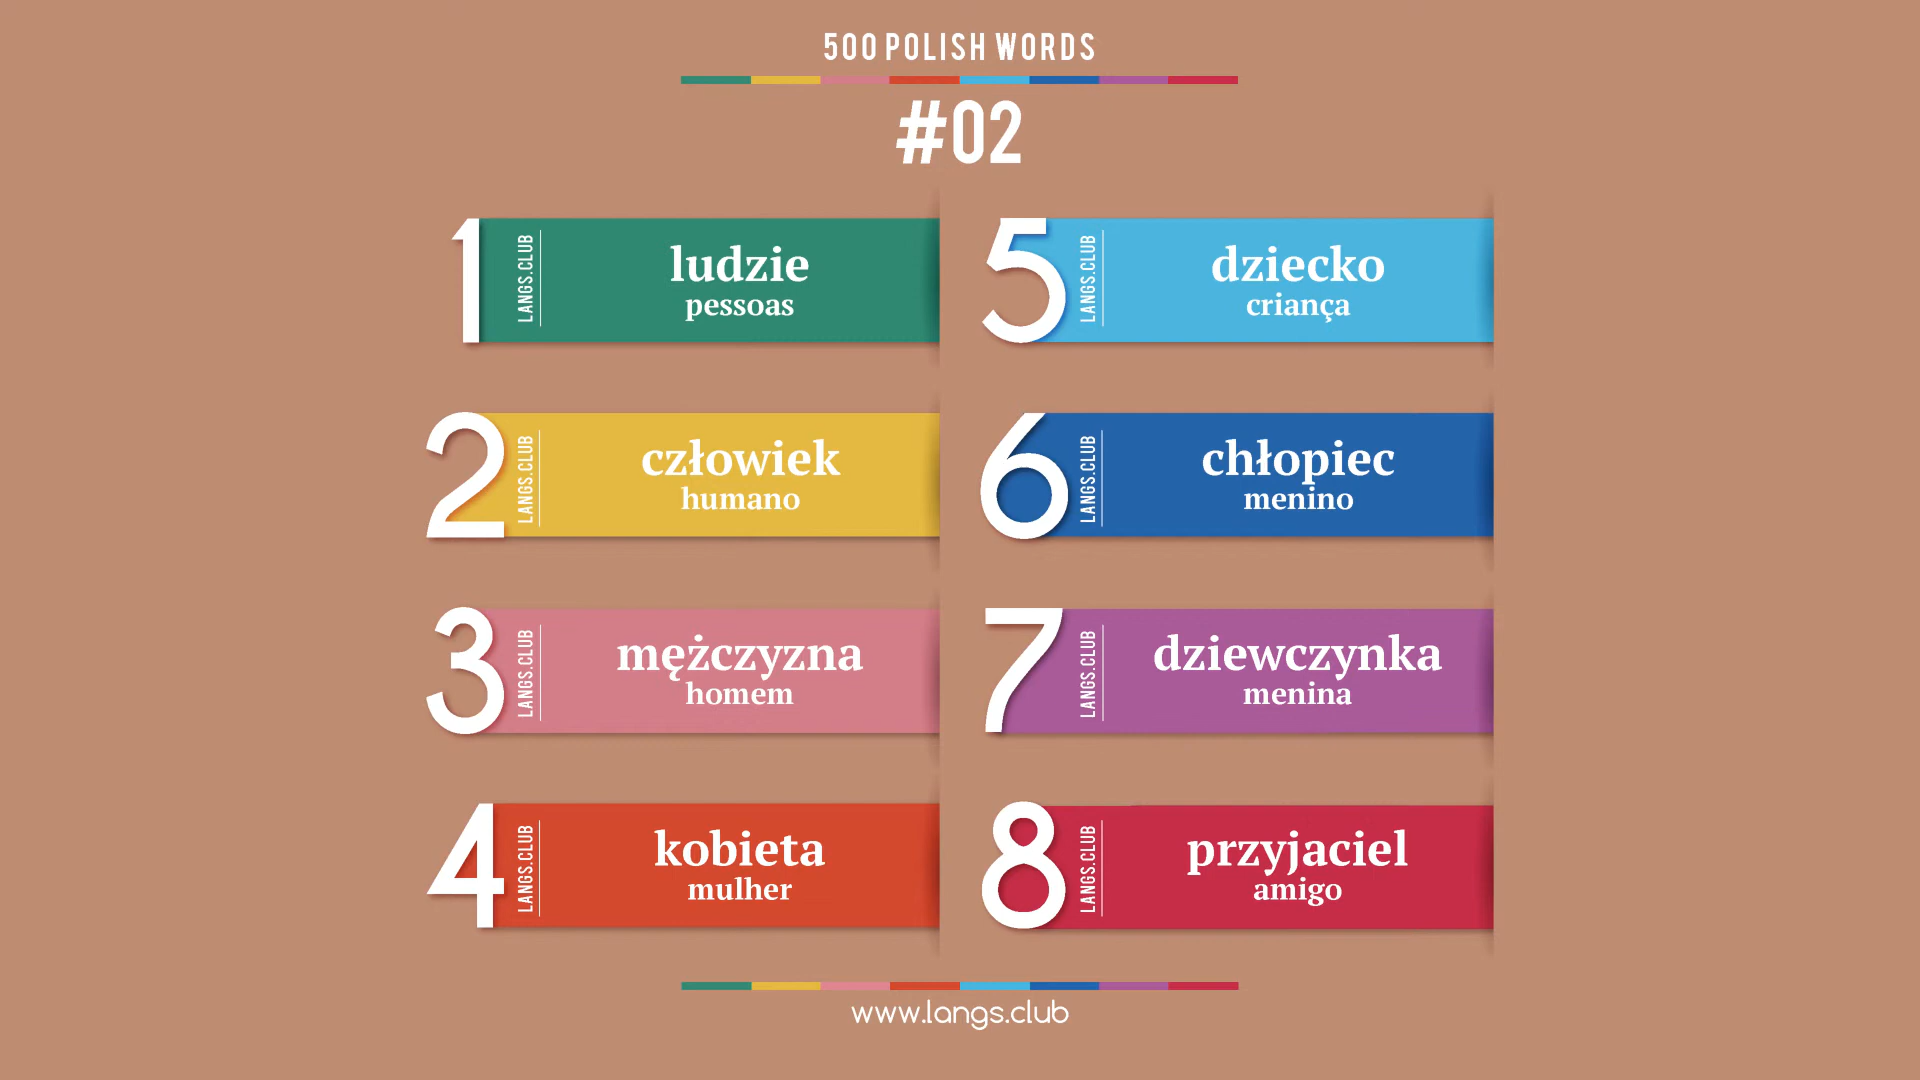 500 POLISH WORDS
#02
1
LANGS.CLUB
ludzie
pessoas
2
LANGS.CLUB
człowiek
humano
3
LANGS.CLUB
mężczyzna
homem
4
LANGS.CLUB
kobieta
mulher
5
LANGS.CLUB
dziecko
criança
6
LANGS.CLUB
chłopiec
menino
7
LANGS.CLUB
dziewczynka
menina
8
LANGS.CLUB
przyjaciel
amigo
www.langs.club